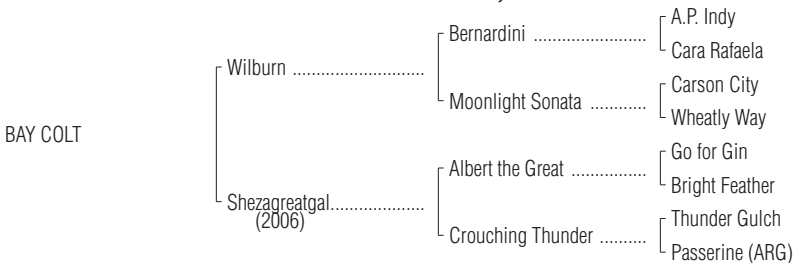 A.P. Indy
Bernardini ........................
Cara Rafaela
Wilburn ............................
Carson City
Moonlight Sonata ............
Wheatly Way
BAY COLT
Go for Gin
Albert the Great ................
Bright Feather
Shezagreatgal....................
(2006)
Thunder Gulch
Crouching Thunder ..........
Passerine (ARG)